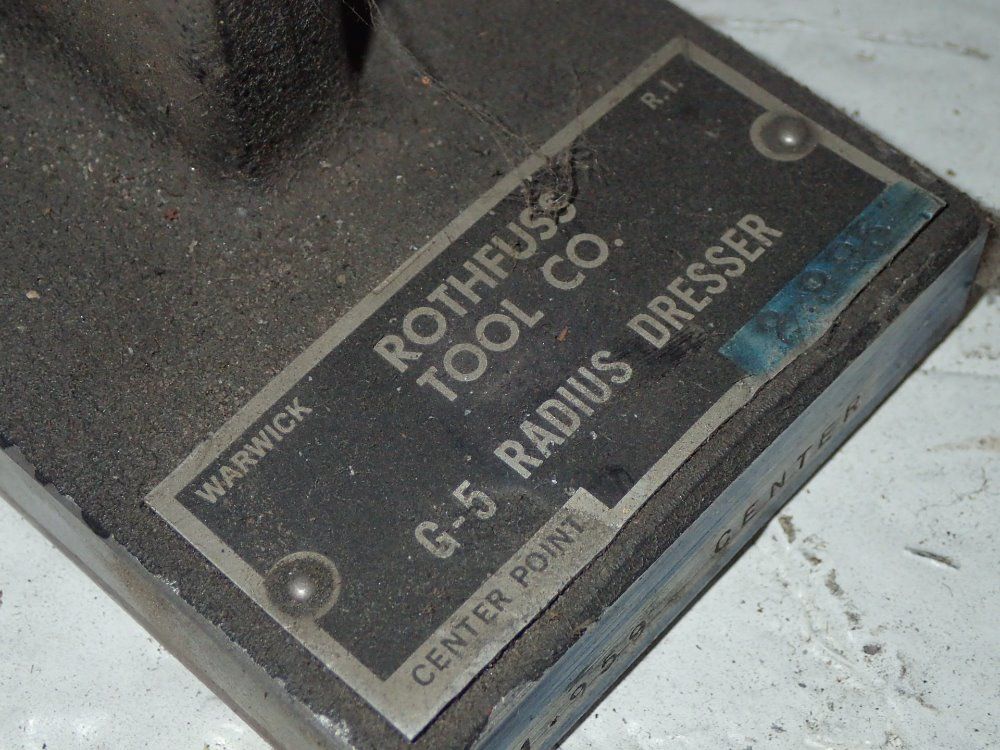 WARWICK R.I.
ROTHFUSS
TOOL CO.
G-5 RADIUS DRESSER
CENTER POINT
CENTER